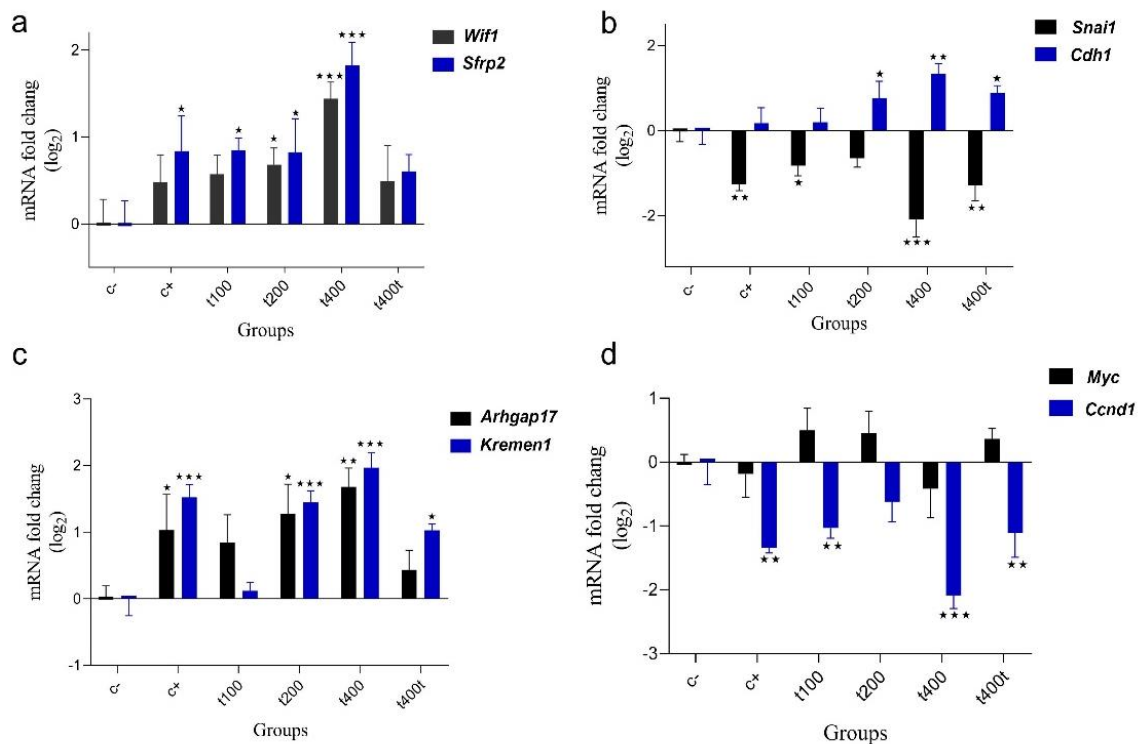 a
Wif1
Sfrp2
mRNA fold chang
(log2)
2
1
0
★
★
★
★
★ ★ ★
★ ★ ★
c-
c+
t100
t200
t400
t400t
Groups
b
Snai1
Cdh1
mRNA fold chang
(log2)
2
0
-2
★ ★
★
★
★ ★
★ ★ ★
★
★ ★
c-
c+
t100
t200
t400
t400t
Groups
c
Arhgap17
Kremen1
mRNA fold chang
(log2)
3
2
1
0
-1
★
★ ★ ★
★
★ ★ ★
★ ★
★ ★ ★
★
c-
c+
t100
t200
t400
t400t
Groups
d
Myc
Ccnd1
mRNA fold chang
(log2)
1
0
-1
-2
-3
★ ★
★ ★
★ ★ ★
★ ★
c-
c+
t100
t200
t400
t400t
Groups